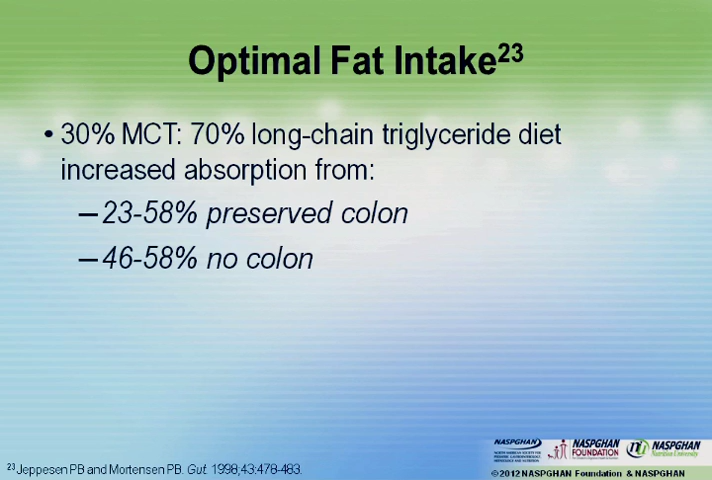 Optimal Fat Intake23
• 30% MCT: 70% long-chain triglyceride diet
increased absorption from:
–23-58% preserved colon
–46-58% no colon
NASPGHAN
NASPGHAN
FOUNDATION
NASPGHAN
Nutrition University
23 Jeppesen PB and Mortensen PB. Gut. 1998;43:478-483.
©2012 NASPGHAN Foundation & NASPGHAN